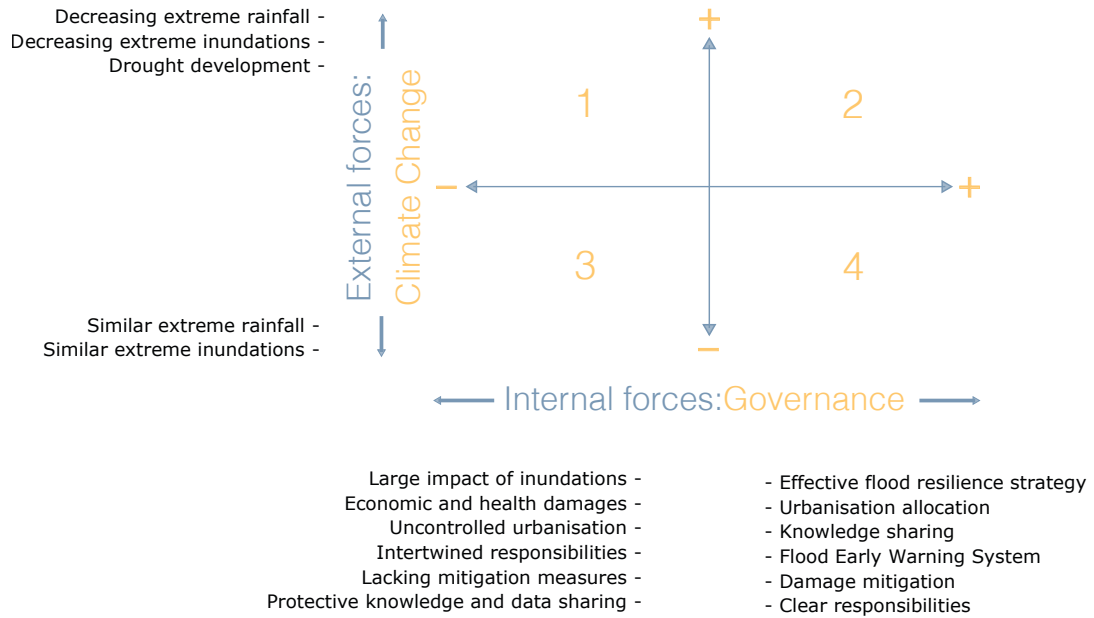 Decreasing extreme rainfall -
Decreasing extreme inundations -
Drought development -
External forces:
Climate Change
+
1
2
−
+
3
4
Similar extreme rainfall -
Similar extreme inundations -
−
Internal forces:Governance
Large impact of inundations -
Economic and health damages -
Uncontrolled urbanisation -
Intertwined responsibilities -
Lacking mitigation measures -
Protective knowledge and data sharing -
- Effective flood resilience strategy
- Urbanisation allocation
- Knowledge sharing
- Flood Early Warning System
- Damage mitigation
- Clear responsibilities